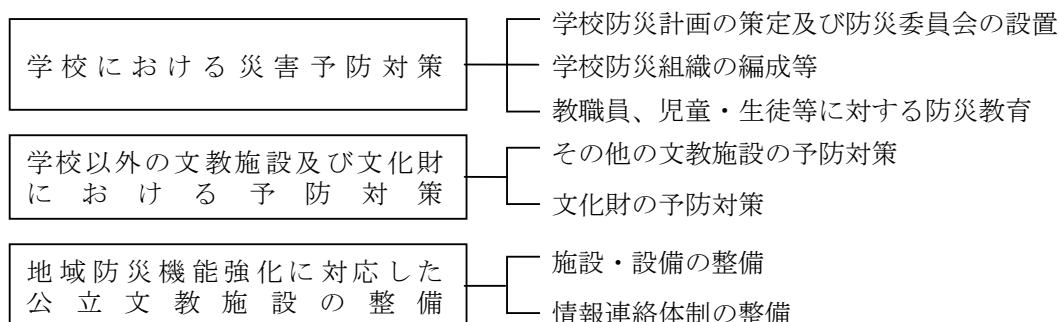 学校における災害予防対策
学校防災計画の策定及び防災委員会の設置
学校防災組織の編成等
教職員、児童・生徒等に対する防災教育
学校以外の文教施設及び文化財
における予防対策
その他の文教施設の予防対策
文化財の予防対策
地域防災機能強化に対応した
公立文教施設の整備
施設・設備の整備
情報連絡体制の整備